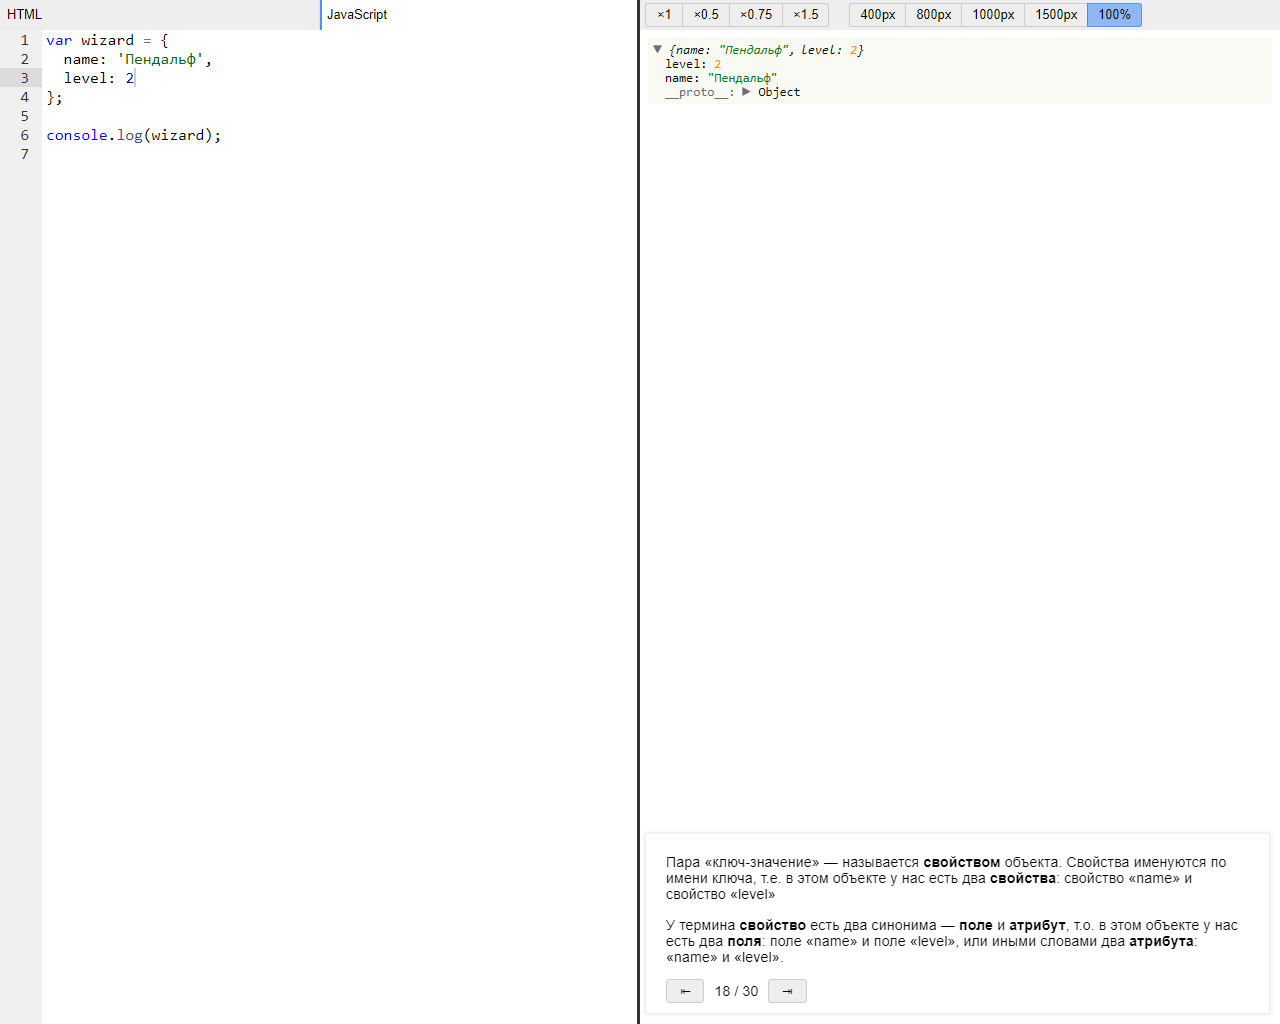 HTML
JavaScript
×1 ×0.5 ×0.75 ×1.5 400px 800px 1000px 1500px 100%
1 var wizard = {
2 name: 'Пендальф',
3 level: 2
4 };
5
6 console.log(wizard);
7
▼ {name: "Пендальф", level: 2}
level: 2
name: "Пендальф"
__proto__: ▶ Object
Пара «ключ-значение» — называется свойством объекта. Свойства именуются по
имени ключа, т.е. в этом объекте у нас есть два свойства: свойство «name» и
свойство «level»
У термина свойство есть два синонима — поле и атрибут, т.о. в этом объекте у нас
есть два поля: поле «name» и поле «level», или иными словами два атрибута:
«name» и «level».
⇤ 18 / 30 ⇥